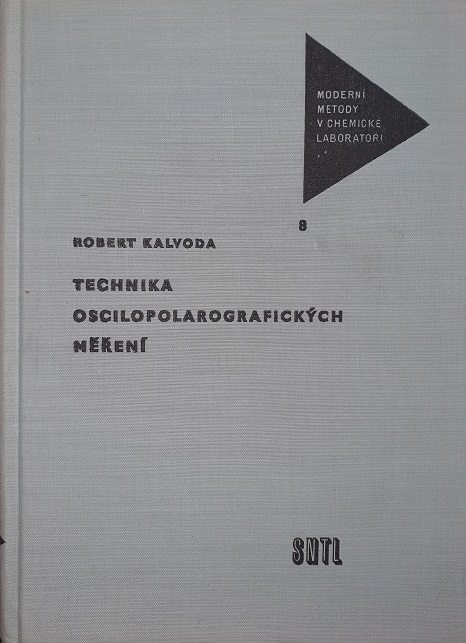 MODERNÍ
METODY
V CHEMICKÉ
LABORATOŘI
8
ROBERT KALVODA
TECHNIKA
OSCILOPOLAROGRAFICKÝCH
MĚŘENÍ
SNTL